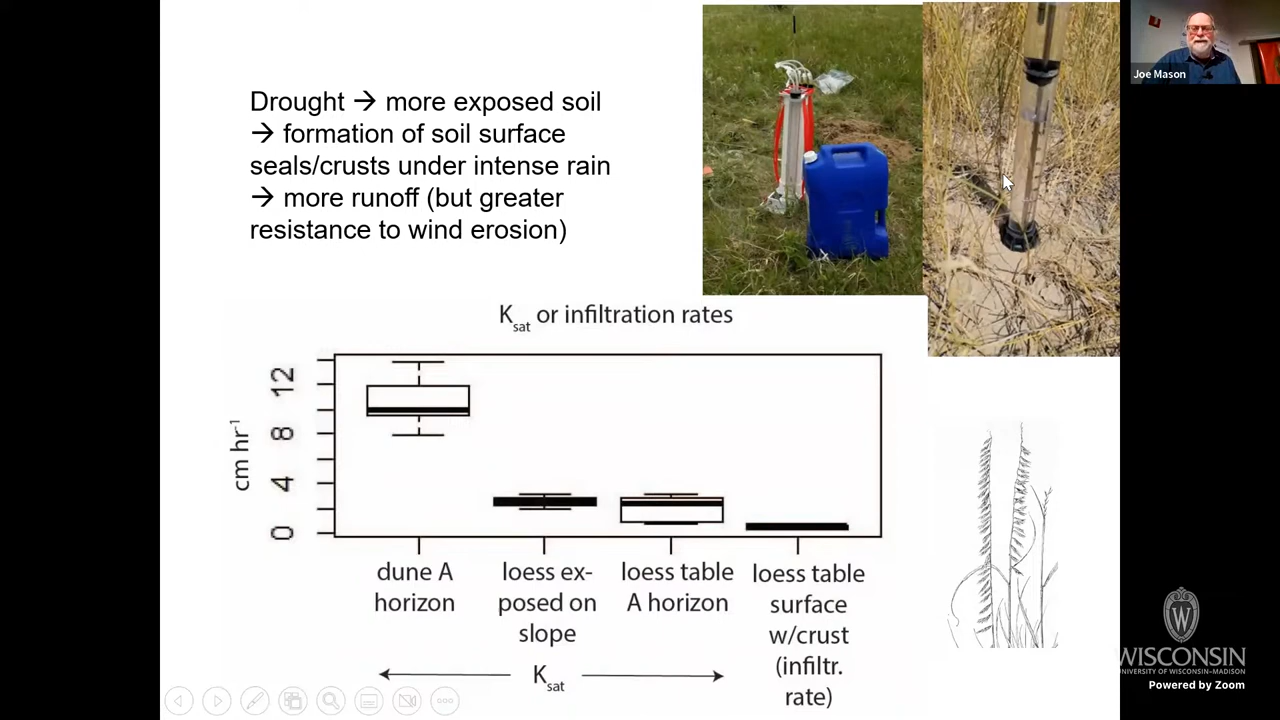 Drought → more exposed soil
→ formation of soil surface
seals/crusts under intense rain
→ more runoff (but greater
resistance to wind erosion)
Joe Mason
Ksat or infiltration rates
cm hr-1
12
8
4
0
dune A
horizon
loess ex-
posed on
slope
loess table
A horizon
loess table
surface
w/crust
(infiltr.
rate)
Ksat
W
WISCONSIN
UNIVERSITY OF WISCONSIN–MADISON
Powered by Zoom